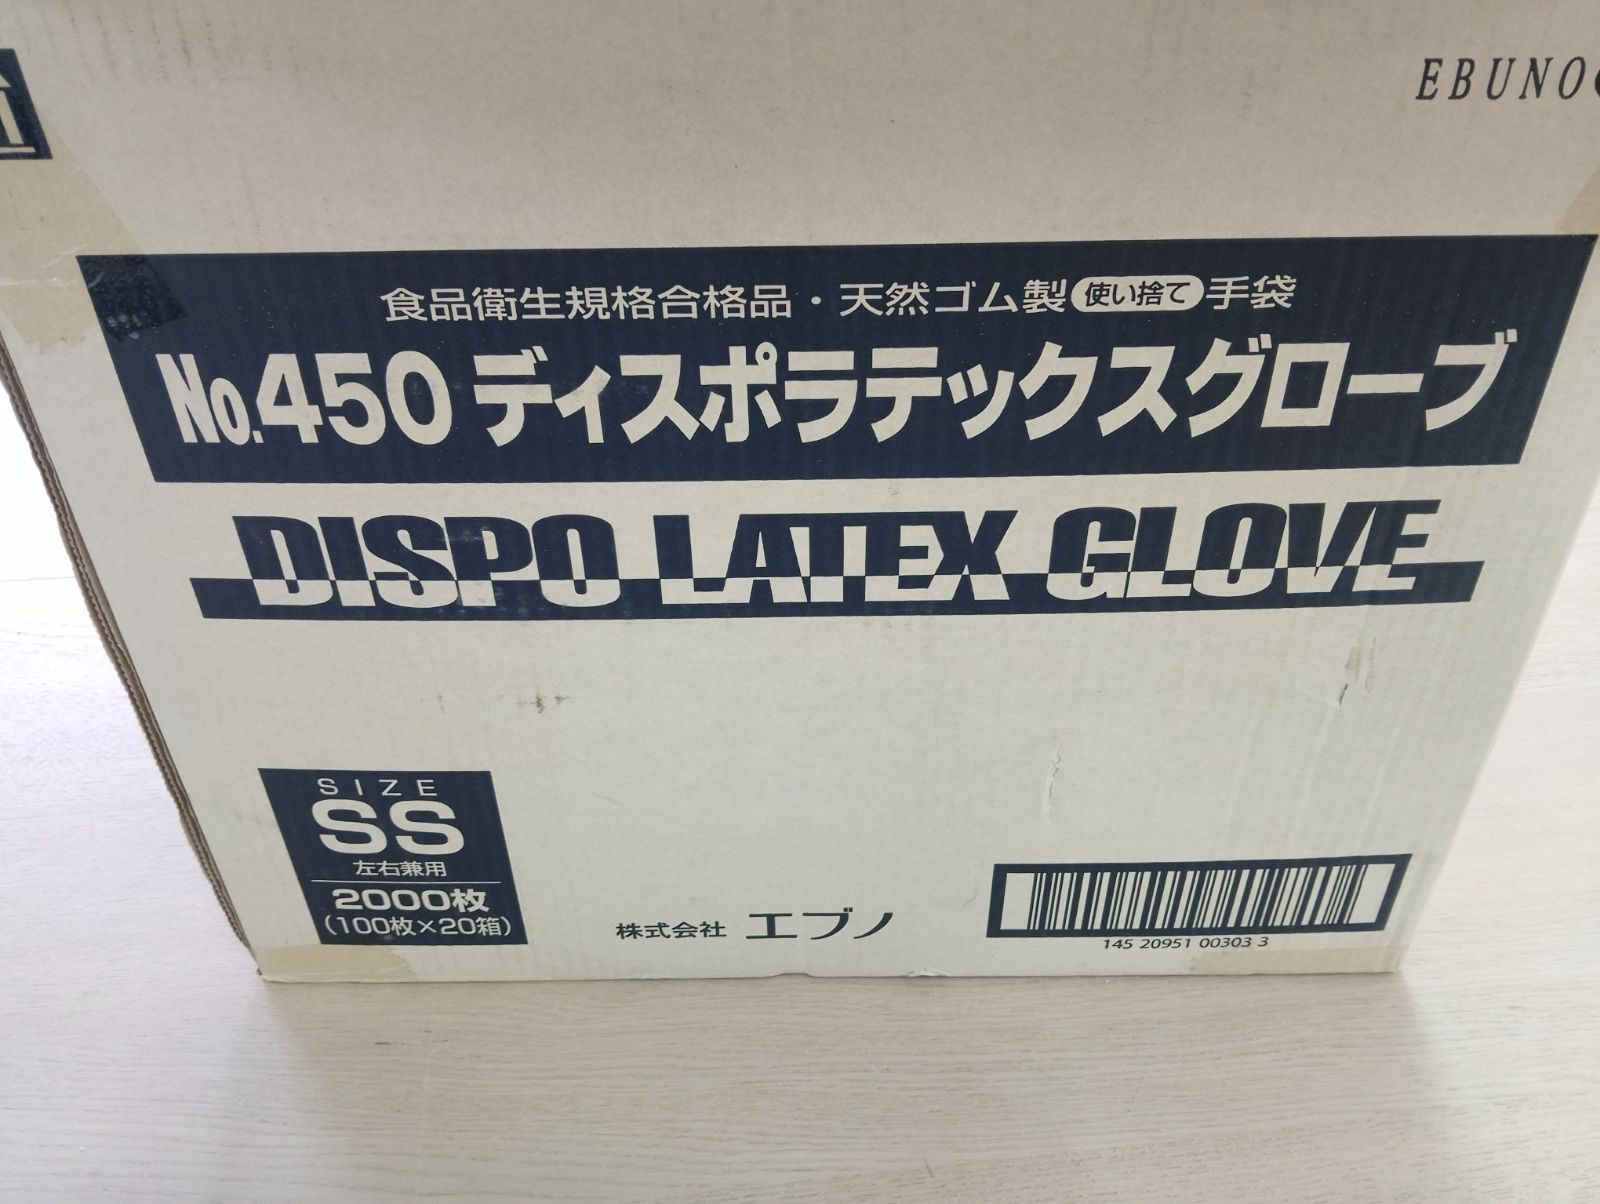 EBUNO
食品衛生規格合格品・天然ゴム製 使い捨て 手袋
No.450 ディスポラテックスグローブ
DISPO LATEX GLOVE
SIZE
SS
左右兼用
2000枚
(100枚×20箱)
株式会社 エブノ
145 20951 00303 3